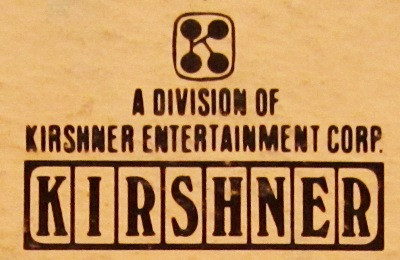 K
A DIVISION OF
KIRSHNER ENTERTAINMENT CORP.
KIRSHNER